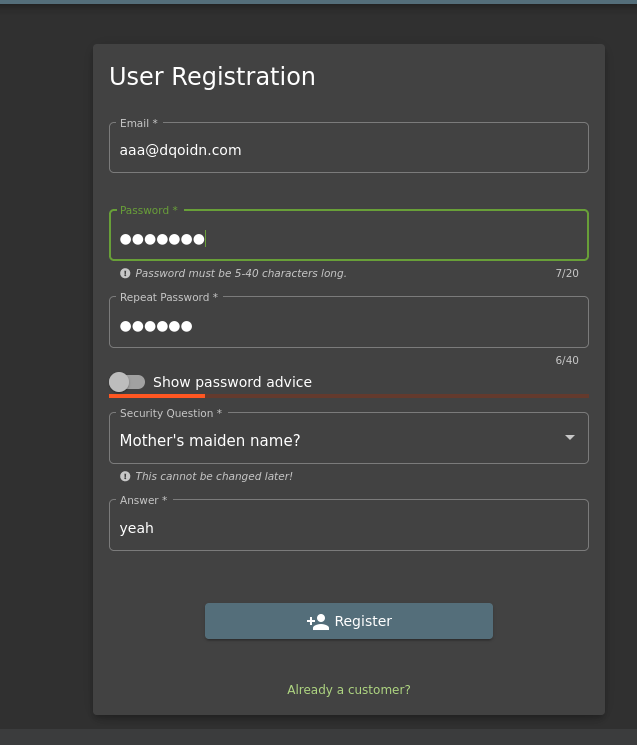 User Registration
Email *
aaa@dqoidn.com
Password *
●●●●●●●
Password must be 5-40 characters long.
7/20
Repeat Password *
●●●●●●
6/40
Show password advice
Security Question *
Mother's maiden name?
This cannot be changed later!
Answer *
yeah
Register
Already a customer?